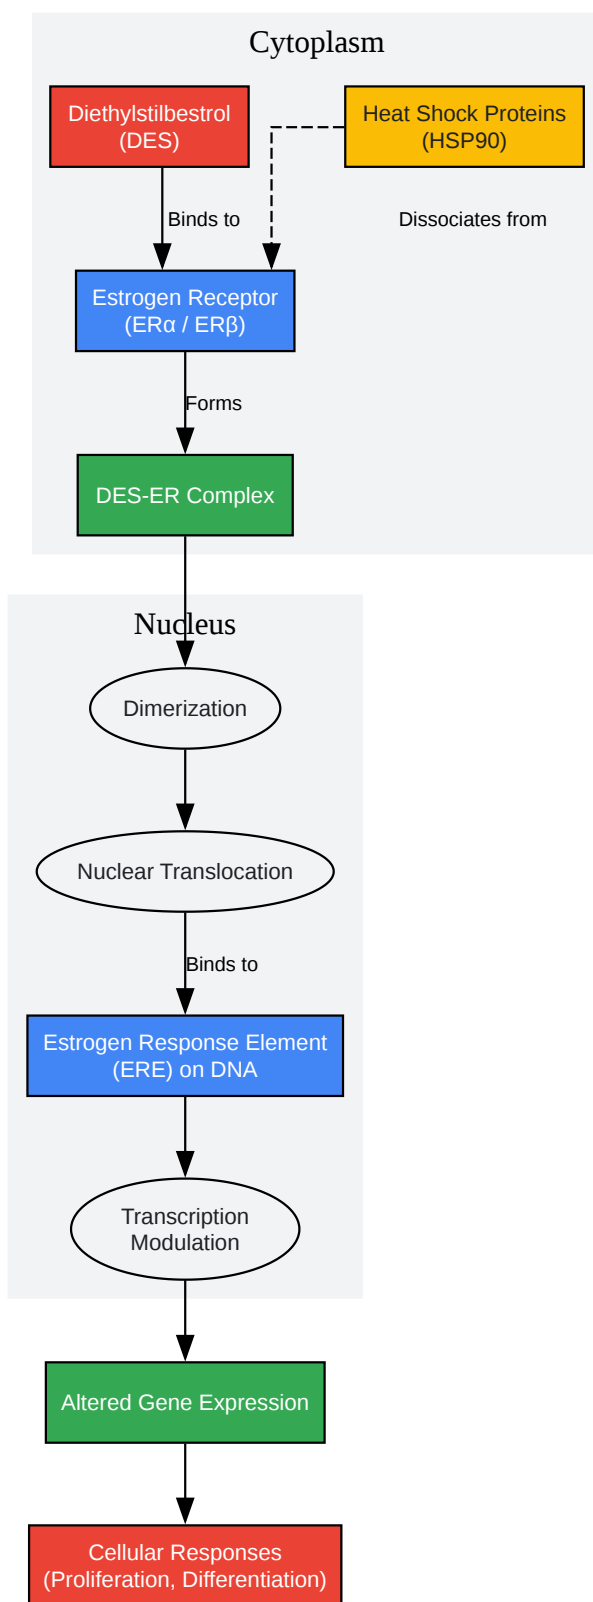 Cytoplasm
Diethylstilbestrol
(DES)
Heat Shock Proteins
(HSP90)
Binds to
Dissociates from
Estrogen Receptor
(ERα / ERβ)
Forms
DES-ER Complex
Nucleus
Dimerization
Nuclear Translocation
Binds to
Estrogen Response Element
(ERE) on DNA
Transcription
Modulation
Altered Gene Expression
Cellular Responses
(Proliferation, Differentiation)